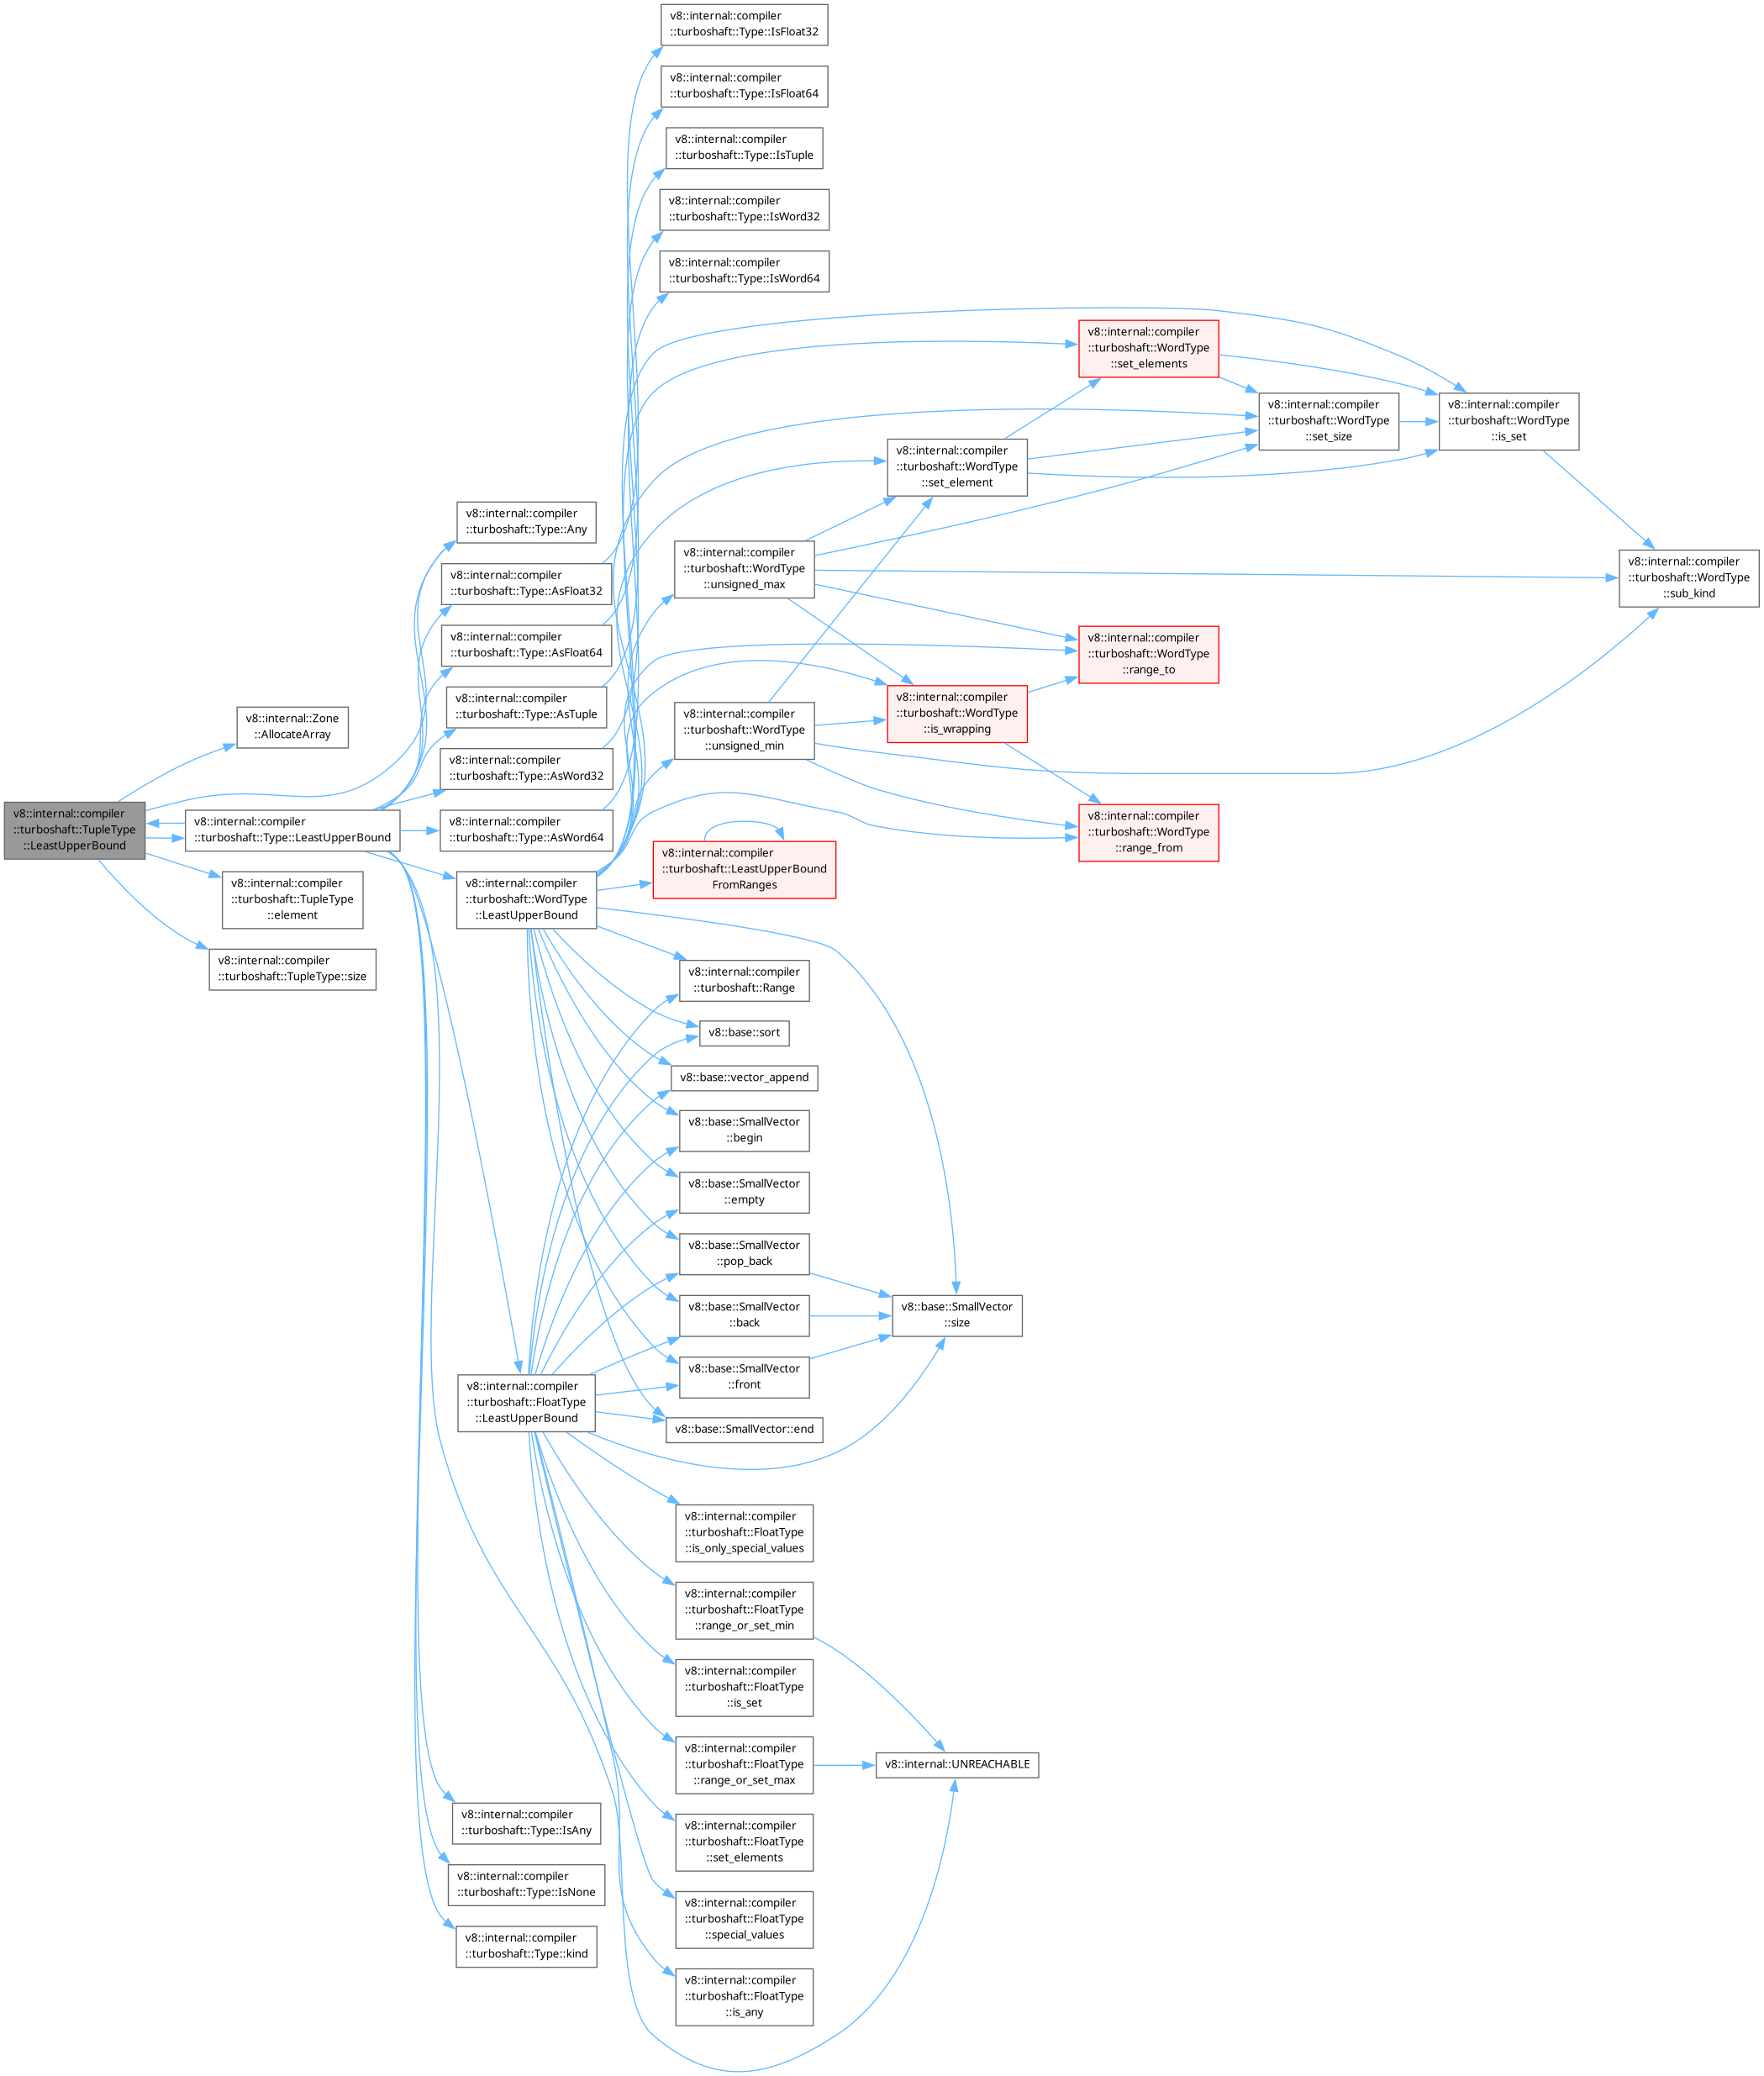 v8::internal::compiler
::turboshaft::TupleType
::LeastUpperBound
v8::internal::Zone
::AllocateArray
v8::internal::compiler
::turboshaft::Type::LeastUpperBound
v8::internal::compiler
::turboshaft::TupleType
::element
v8::internal::compiler
::turboshaft::TupleType::size
v8::internal::compiler
::turboshaft::Type::Any
v8::internal::compiler
::turboshaft::Type::AsFloat32
v8::internal::compiler
::turboshaft::Type::AsFloat64
v8::internal::compiler
::turboshaft::Type::AsTuple
v8::internal::compiler
::turboshaft::Type::AsWord32
v8::internal::compiler
::turboshaft::Type::AsWord64
v8::internal::compiler
::turboshaft::WordType
::LeastUpperBound
v8::internal::compiler
::turboshaft::FloatType
::LeastUpperBound
v8::internal::compiler
::turboshaft::Type::IsAny
v8::internal::compiler
::turboshaft::Type::IsNone
v8::internal::compiler
::turboshaft::Type::kind
v8::internal::compiler
::turboshaft::Type::IsFloat32
v8::internal::compiler
::turboshaft::Type::IsFloat64
v8::internal::compiler
::turboshaft::Type::IsTuple
v8::internal::compiler
::turboshaft::Type::IsWord32
v8::internal::compiler
::turboshaft::Type::IsWord64
v8::internal::compiler
::turboshaft::WordType
::unsigned_max
v8::internal::compiler
::turboshaft::WordType
::unsigned_min
v8::internal::compiler
::turboshaft::LeastUpperBound
FromRanges
v8::internal::compiler
::turboshaft::Range
v8::base::sort
v8::base::vector_append
v8::base::SmallVector
::begin
v8::base::SmallVector
::empty
v8::base::SmallVector
::pop_back
v8::base::SmallVector
::back
v8::base::SmallVector
::front
v8::base::SmallVector::end
v8::internal::compiler
::turboshaft::FloatType
::is_only_special_values
v8::internal::compiler
::turboshaft::FloatType
::range_or_set_min
v8::internal::compiler
::turboshaft::FloatType
::is_set
v8::internal::compiler
::turboshaft::FloatType
::range_or_set_max
v8::internal::compiler
::turboshaft::FloatType
::set_elements
v8::internal::compiler
::turboshaft::FloatType
::special_values
v8::internal::compiler
::turboshaft::FloatType
::is_any
v8::internal::compiler
::turboshaft::WordType
::set_element
v8::internal::compiler
::turboshaft::WordType
::is_wrapping
v8::base::SmallVector
::size
v8::internal::UNREACHABLE
v8::internal::compiler
::turboshaft::WordType
::set_elements
v8::internal::compiler
::turboshaft::WordType
::range_to
v8::internal::compiler
::turboshaft::WordType
::range_from
v8::internal::compiler
::turboshaft::WordType
::set_size
v8::internal::compiler
::turboshaft::WordType
::is_set
v8::internal::compiler
::turboshaft::WordType
::sub_kind